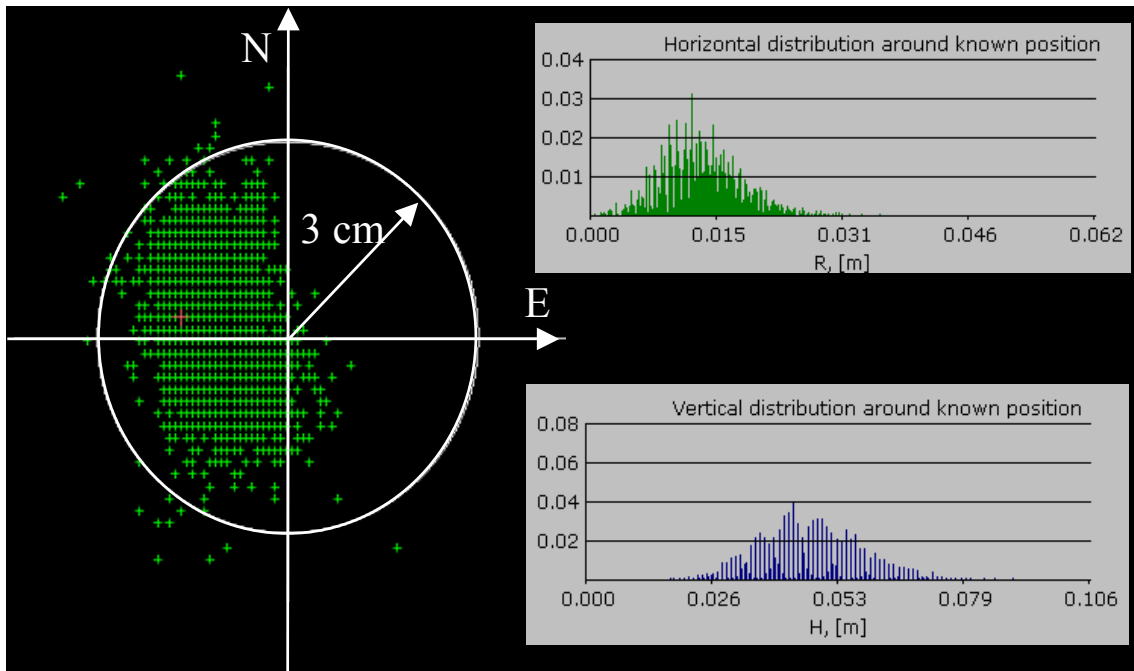 N
3 cm
E
Horizontal distribution around known position
0.04
0.03
0.02
0.01
0.000 0.015 0.031 0.046 0.062
R, [m]
Vertical distribution around known position
0.08
0.06
0.04
0.02
0.000 0.026 0.053 0.079 0.106
H, [m]